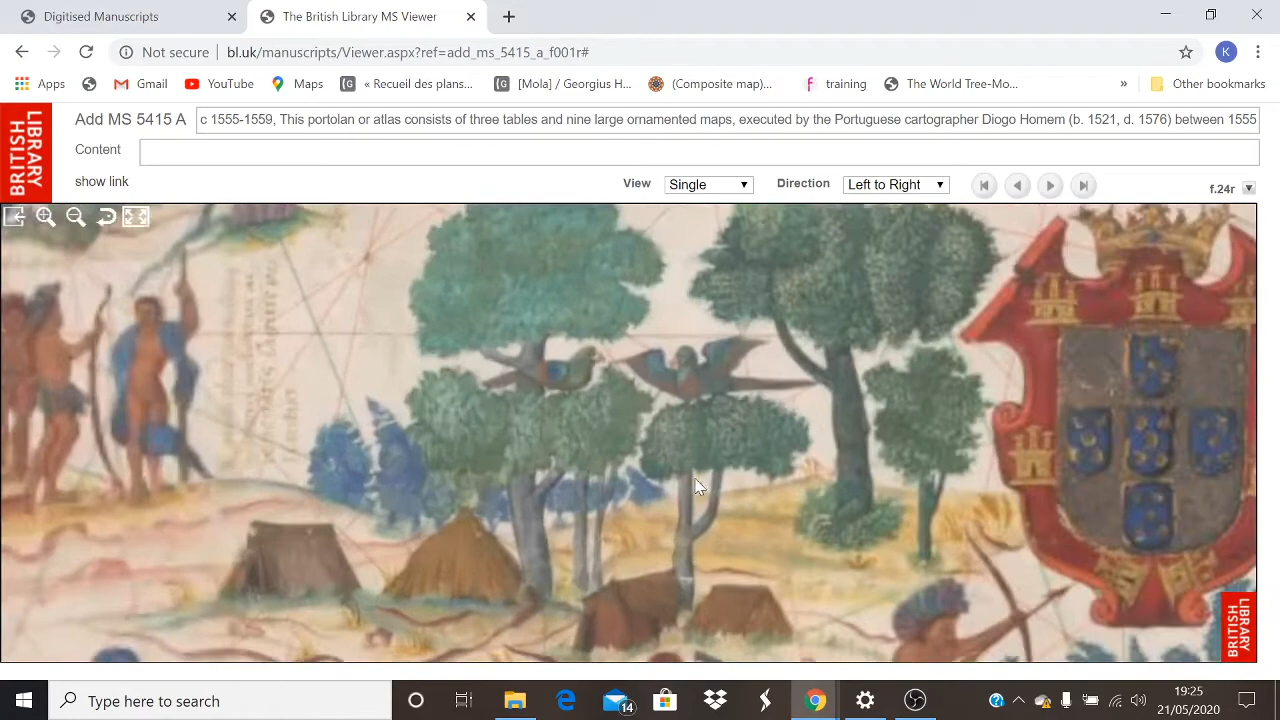 Digitised Manuscripts
The British Library MS Viewer
Not secure
bl.uk/manuscripts/Viewer.aspx?ref=add_ms_5415_a_f001r#
K
Apps
Gmail
YouTube
Maps
« Recueil des plans...
[Mola] / Georgius H...
(Composite map)...
training
The World Tree-Mo...
»
Other bookmarks
BRITISH
LIBRARY
Add MS 5415 A
c 1555-1559, This portolan or atlas consists of three tables and nine large ornamented maps, executed by the Portuguese cartographer Diogo Homem (b. 1521, d. 1576) between 1555
Content
show link
View
Single
Direction
Left to Right
f.24r
BRITISH
LIBRARY
Type here to search
14
19:25
21/05/2020